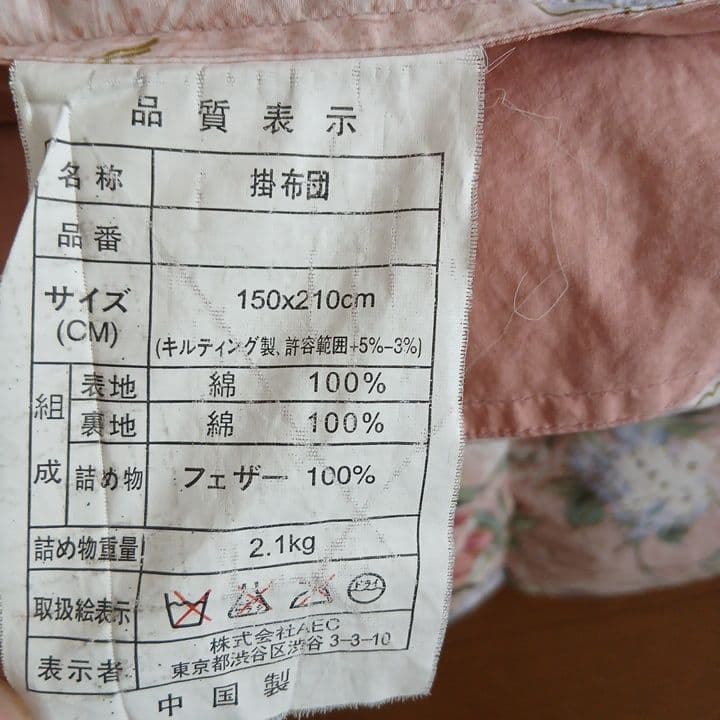 品質表示
名称 掛布団
品番
サイズ(CM) 150x210cm
(キルティング製、許容範囲+5%-3%)
組成 表地 綿 100%
裏地 綿 100%
詰め物 フェザー 100%
詰め物重量 2.1kg
取扱絵表示 ドライ
表示者 株式会社AEC
東京都渋谷区渋谷 3-3-10
中国製